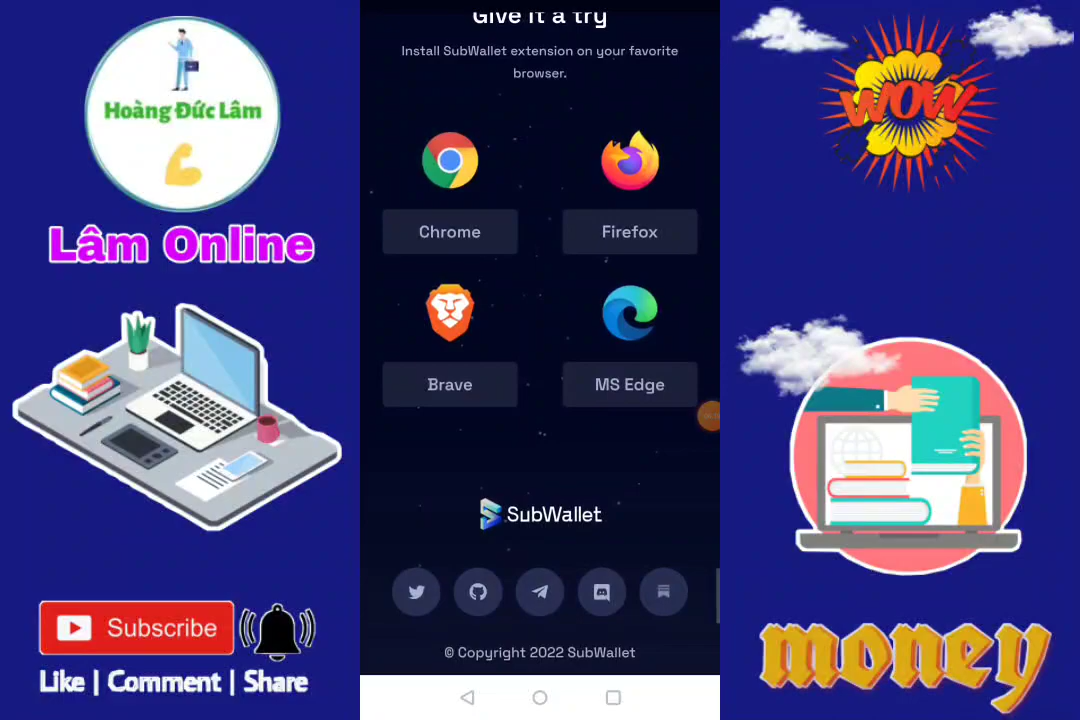 Hoàng Đức Lâm
Lâm Online
Subscribe
Like | Comment | Share
Give it a try
Install SubWallet extension on your favorite
browser.
Chrome
Firefox
Brave
MS Edge
SubWallet
© Copyright 2022 SubWallet
WOW
money